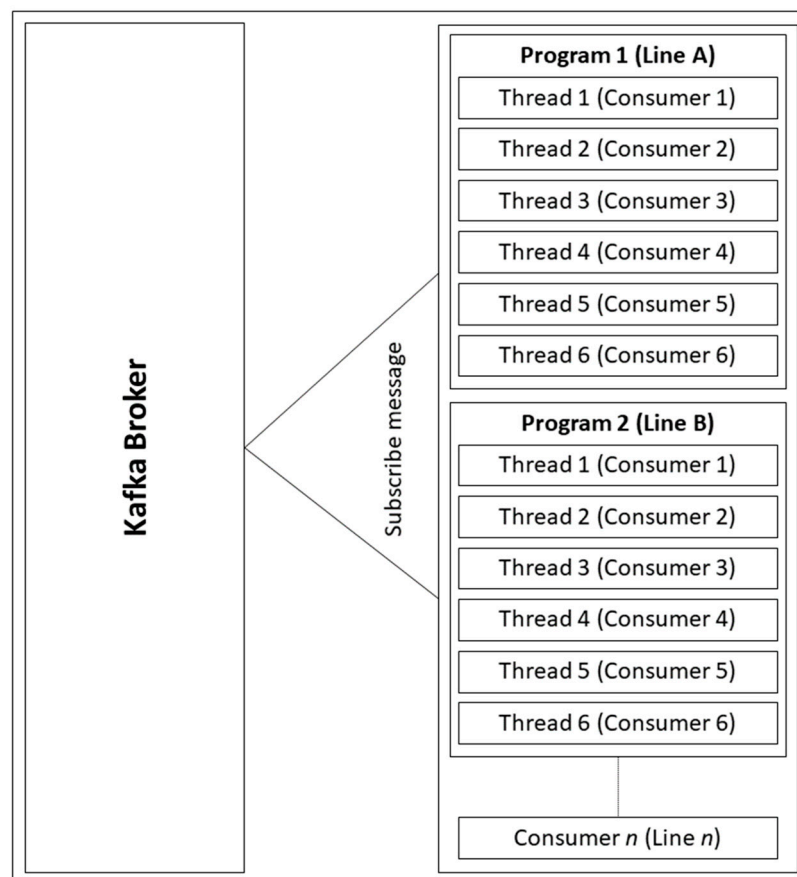 Kafka Broker
Subscribe message
Program 1 (Line A)
Thread 1 (Consumer 1)
Thread 2 (Consumer 2)
Thread 3 (Consumer 3)
Thread 4 (Consumer 4)
Thread 5 (Consumer 5)
Thread 6 (Consumer 6)
Program 2 (Line B)
Thread 1 (Consumer 1)
Thread 2 (Consumer 2)
Thread 3 (Consumer 3)
Thread 4 (Consumer 4)
Thread 5 (Consumer 5)
Thread 6 (Consumer 6)
Consumer n (Line n)